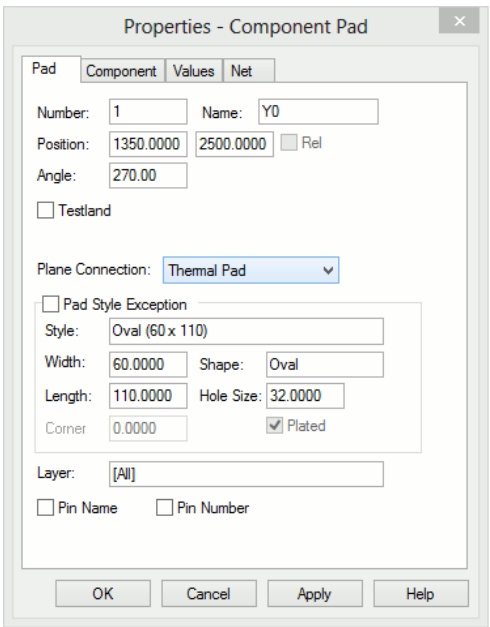 Properties - Component Pad
Pad Component Values Net
Number: 1 Name: Y0
Position: 1350.0000 2500.0000 Rel
Angle: 270.00
Testland
Plane Connection: Thermal Pad
Pad Style Exception
Style: Oval (60 x 110)
Width: 60.0000 Shape: Oval
Length: 110.0000 Hole Size: 32.0000
Corner 0.0000 Plated
Layer: [All]
Pin Name Pin Number
OK Cancel Apply Help